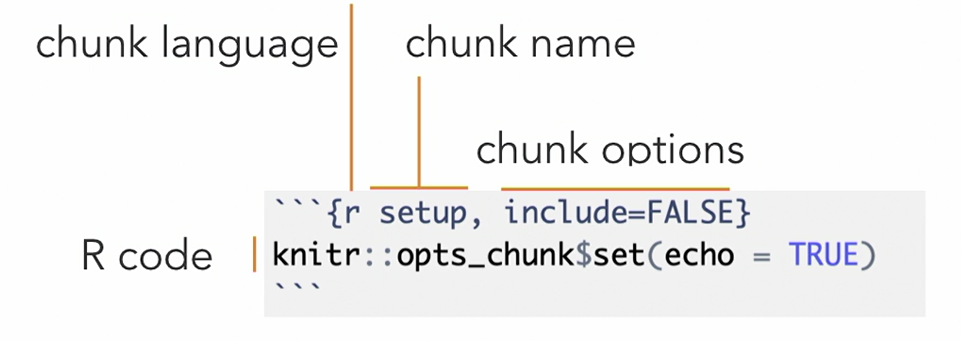 chunk language
chunk name
chunk options
```{r setup, include=FALSE}
R code
knitr::opts_chunk$set(echo = TRUE)
```